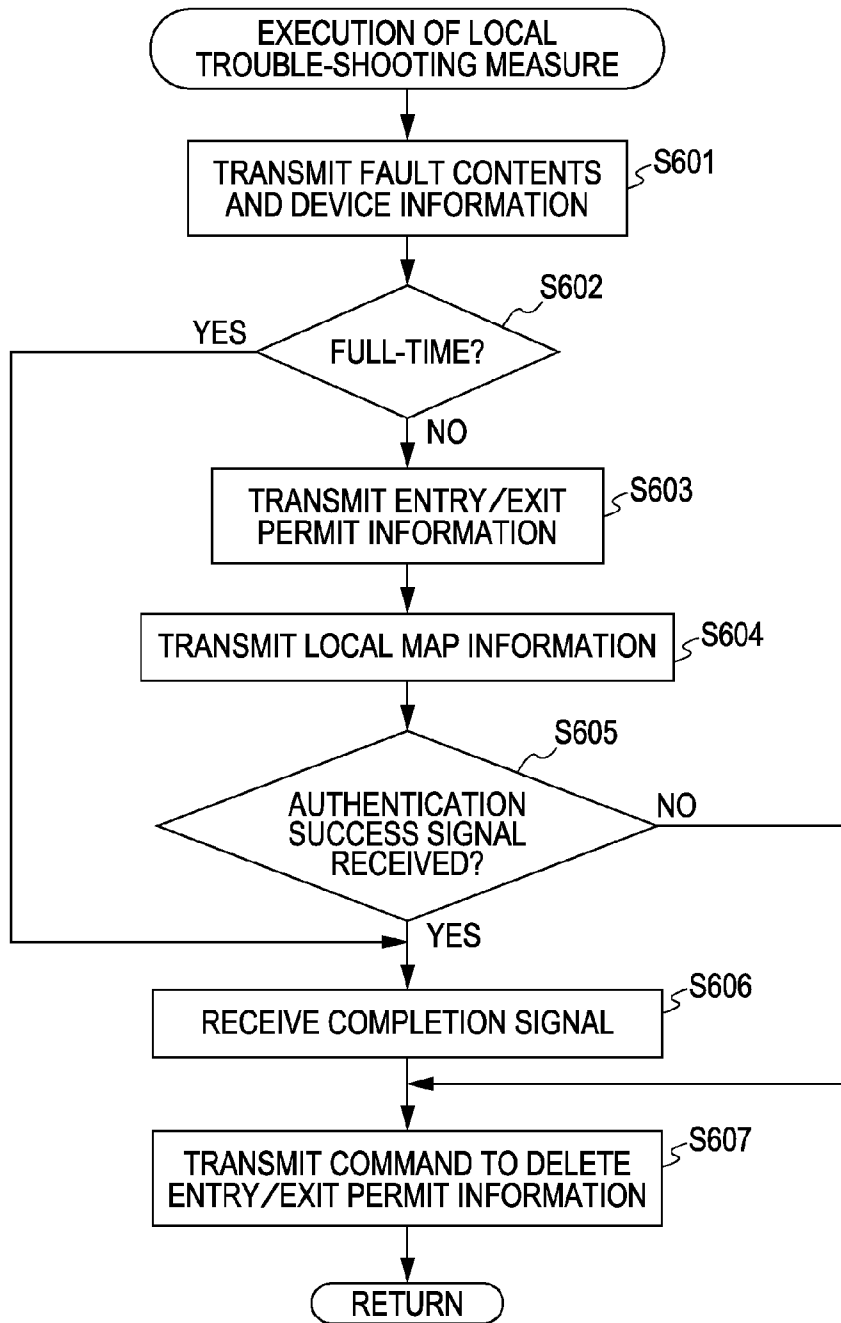 EXECUTION OF LOCAL
TROUBLE-SHOOTING MEASURE
S601
TRANSMIT FAULT CONTENTS
AND DEVICE INFORMATION
S602
YES
FULL-TIME?
NO
S603
TRANSMIT ENTRY/EXIT
PERMIT INFORMATION
S604
TRANSMIT LOCAL MAP INFORMATION
S605
NO
AUTHENTICATION
SUCCESS SIGNAL
RECEIVED?
YES
S606
RECEIVE COMPLETION SIGNAL
S607
TRANSMIT COMMAND TO DELETE
ENTRY/EXIT PERMIT INFORMATION
RETURN